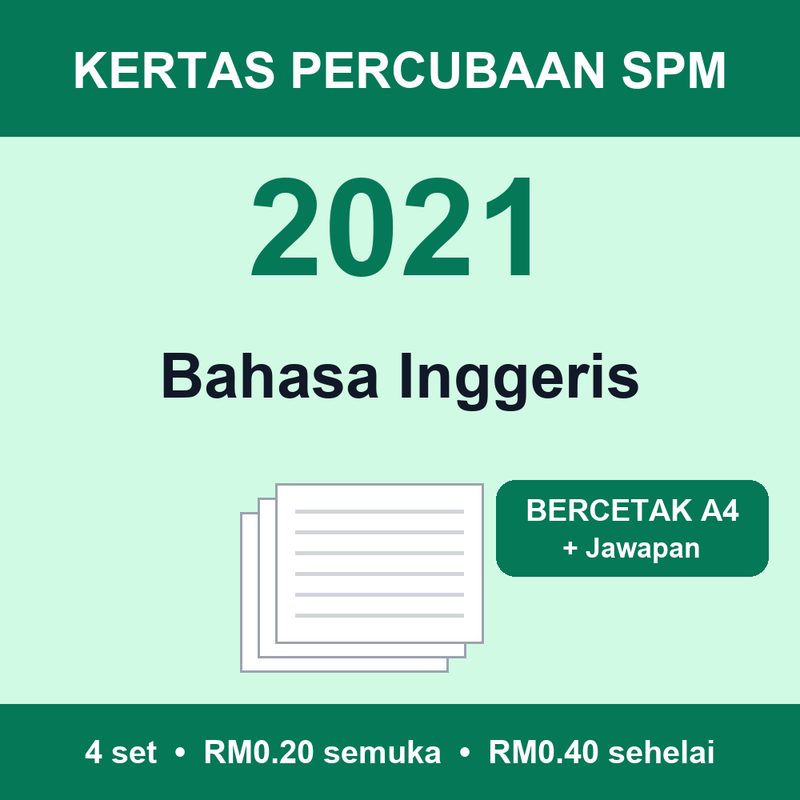 KERTAS PERCUBAAN SPM
2021
Bahasa Inggeris
BERCETAK A4
+ Jawapan
4 set • RM0.20 semuka • RM0.40 sehelai